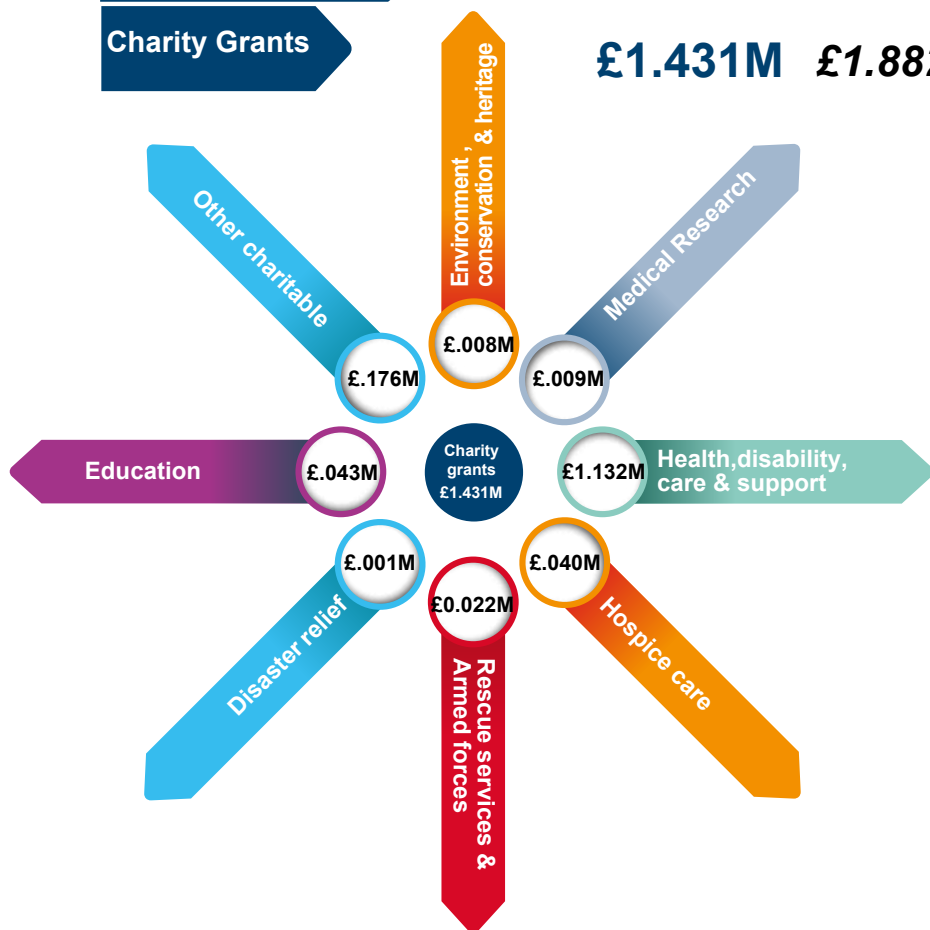 Charity Grants
£1.431M £1.882
Environment,
conservation & heritage
Medical Research
Other charitable
£.008M
£.176M
£.009M
Education
£.043M
Charity
grants
£1.431M
£1.132M
Health,disability,
care & support
£.001M
£.040M
£0.022M
Disaster relief
Hospice care
Rescue services &
Armed forces